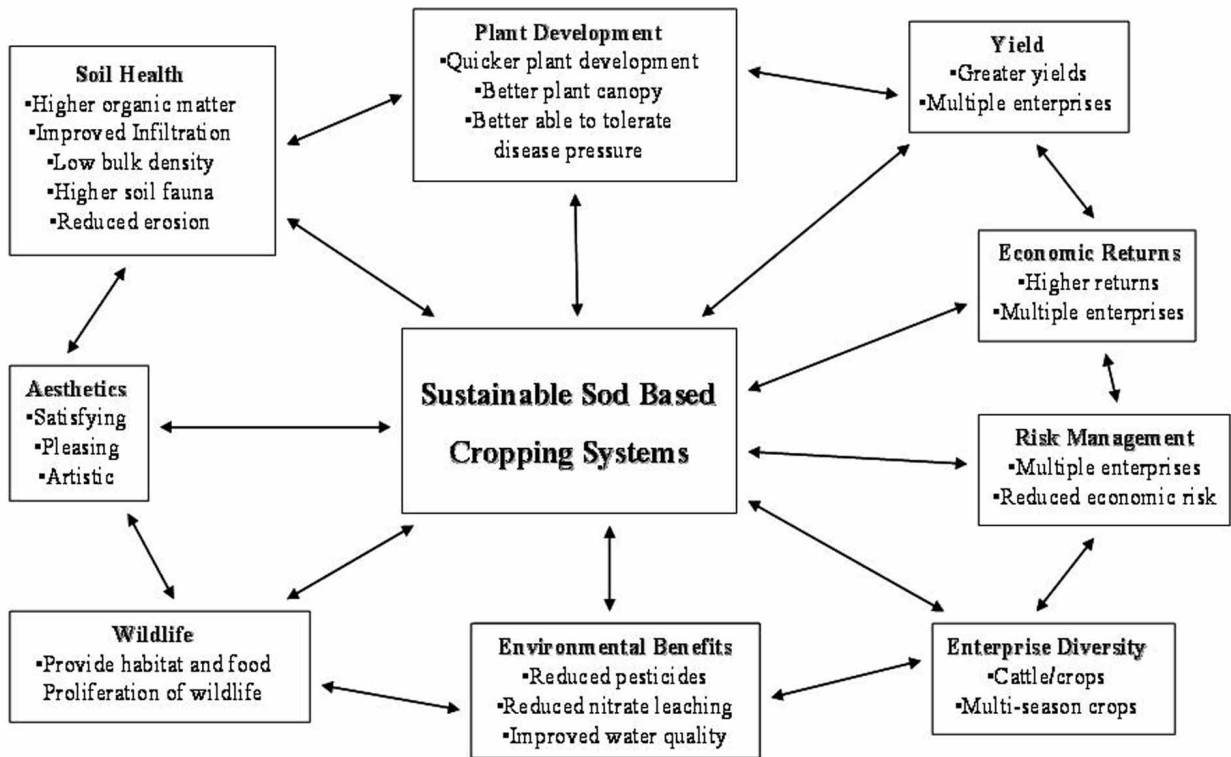 Plant Development
▪Quicker plant development
▪Better plant canopy
▪Better able to tolerate
disease pressure
Yield
▪Greater yields
▪Multiple enterprises
Soil Health
▪Higher organic matter
▪Improved Infiltration
▪Low bulk density
▪Higher soil fauna
▪Reduced erosion
Economic Returns
▪Higher returns
▪Multiple enterprises
Sustainable Sod Based
Cropping Systems
Aesthetics
▪Satisfying
▪Pleasing
▪Artistic
Risk Management
▪Multiple enterprises
▪Reduced economic risk
Wildlife
▪Provide habitat and food
Proliferation of wildlife
Environmental Benefits
▪Reduced pesticides
▪Reduced nitrate leaching
▪Improved water quality
Enterprise Diversity
▪Cattle/crops
▪Multi-season crops